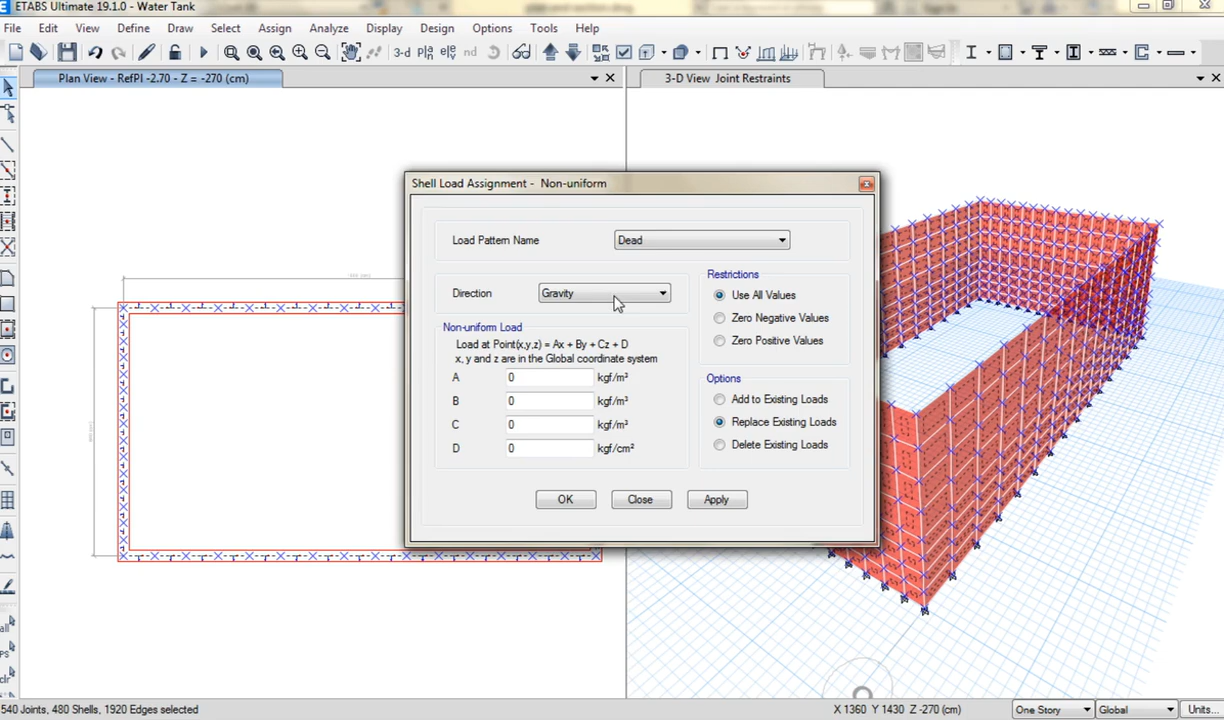 ETABS Ultimate 19.1.0 - Water Tank
File Edit View Define Draw Select Assign Analyze Display Design Options Tools Help
3-d
nd
Plan View - RefPl -2.70 - Z = -270 (cm)
3-D View Joint Restraints
Shell Load Assignment - Non-uniform
Load Pattern Name
Dead
Direction
Gravity
Non-uniform Load
Load at Point(x,y,z) = Ax + By + Cz + D
x, y and z are in the Global coordinate system
A 0 kgf/m³
B 0 kgf/m³
C 0 kgf/m³
D 0 kgf/cm²
Restrictions
Use All Values
Zero Negative Values
Zero Positive Values
Options
Add to Existing Loads
Replace Existing Loads
Delete Existing Loads
OK Close Apply
all
clr
540 Joints, 480 Shells, 1920 Edges selected
X 1360 Y 1430 Z -270 (cm)
One Story
Global
Units...